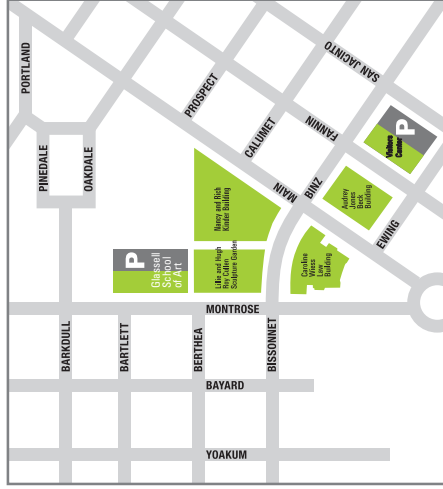 PORTLAND
PINEDALE
OAKDALE
PROSPECT
CALUMET
FANNIN
SAN JACINTO
MAIN
BINZ
EWING
P
Visitors
Center
Audrey
Jones
Beck
Building
Nancy and Rich
Kinder Building
P
Glassell
School
of Art
Lillie and Hugh
Roy Cullen
Sculpture Garden
Caroline
Wiess
Law
Building
MONTROSE
BARKDULL
BARTLETT
BERTHEA
BISSONNET
BAYARD
YOAKUM